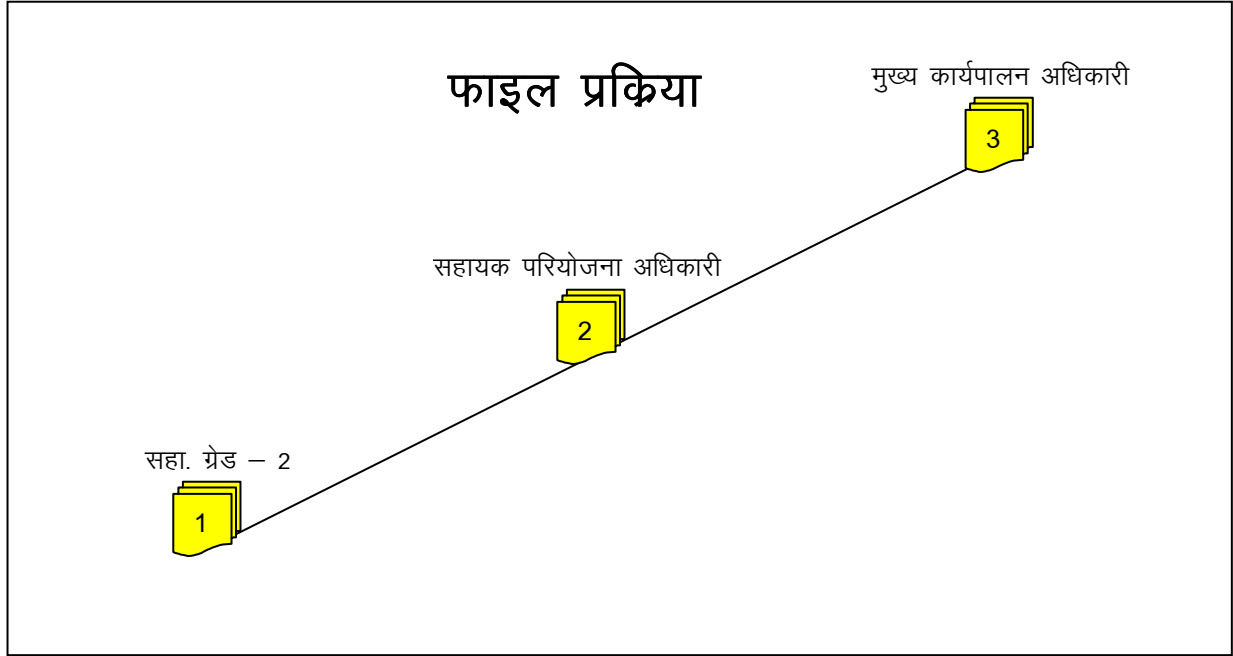 फाइल प्रक्रिया
मुख्य कार्यपालन अधिकारी
3
सहायक परियोजना अधिकारी
2
सहा. ग्रेड – 2
1